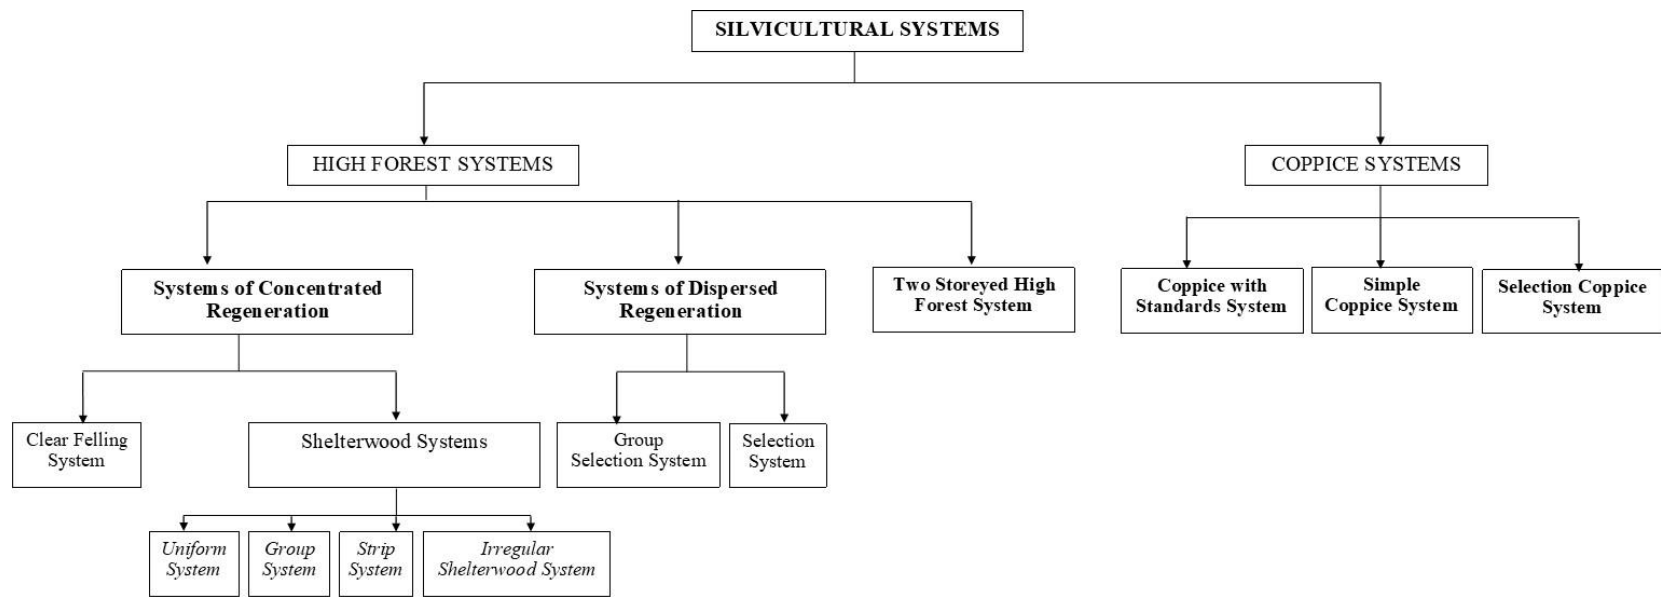 SILVICULTURAL SYSTEMS
HIGH FOREST SYSTEMS
COPPICE SYSTEMS
Systems of Concentrated
Regeneration
Systems of Dispersed
Regeneration
Two Storeyed High
Forest System
Coppice with
Standards System
Simple
Coppice System
Selection Coppice
System
Clear Felling
System
Shelterwood Systems
Group
Selection System
Selection
System
Uniform
System
Group
System
Strip
System
Irregular
Shelterwood System